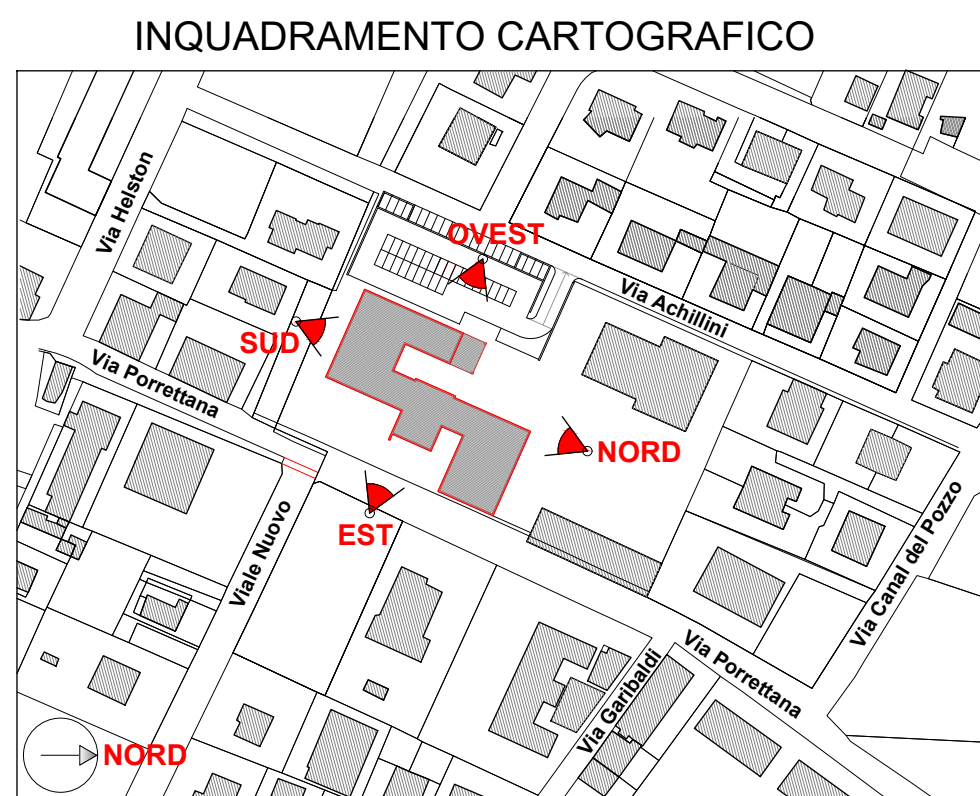 INQUADRAMENTO CARTOGRAFICO
Via Helston
OVEST
Via Achillini
SUD
Via Porrettana
NORD
EST
Viale Nuovo
Via Canal del Pozzo
Via Garibaldi
Via Porrettana
NORD